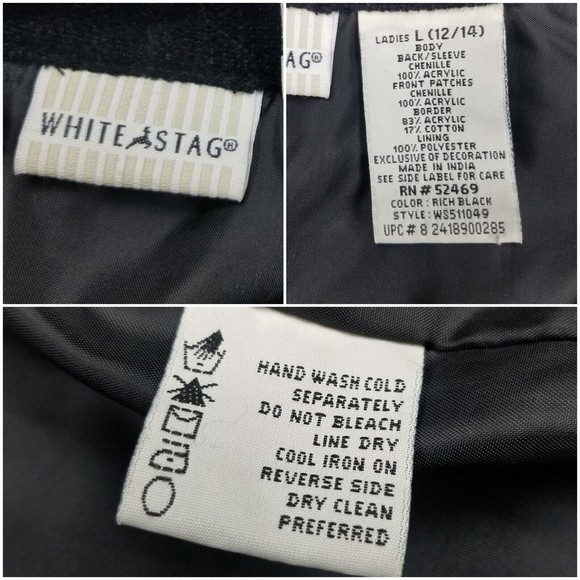 WHITE STAG®
AG®
LADIES L (12/14)
BODY
BACK/SLEEVE
CHENILLE
100% ACRYLIC
FRONT PATCHES
CHENILLE
100% ACRYLIC
BORDER
83% ACRYLIC
17% COTTON
LINING
100% POLYESTER
EXCLUSIVE OF DECORATION
MADE IN INDIA
SEE SIDE LABEL FOR CARE
RN# 52469
COLOR : RICH BLACK
STYLE : WS511049
UPC # 8 2418900285
HAND WASH COLD
SEPARATELY
DO NOT BLEACH
LINE DRY
COOL IRON ON
REVERSE SIDE
DRY CLEAN
PREFERRED